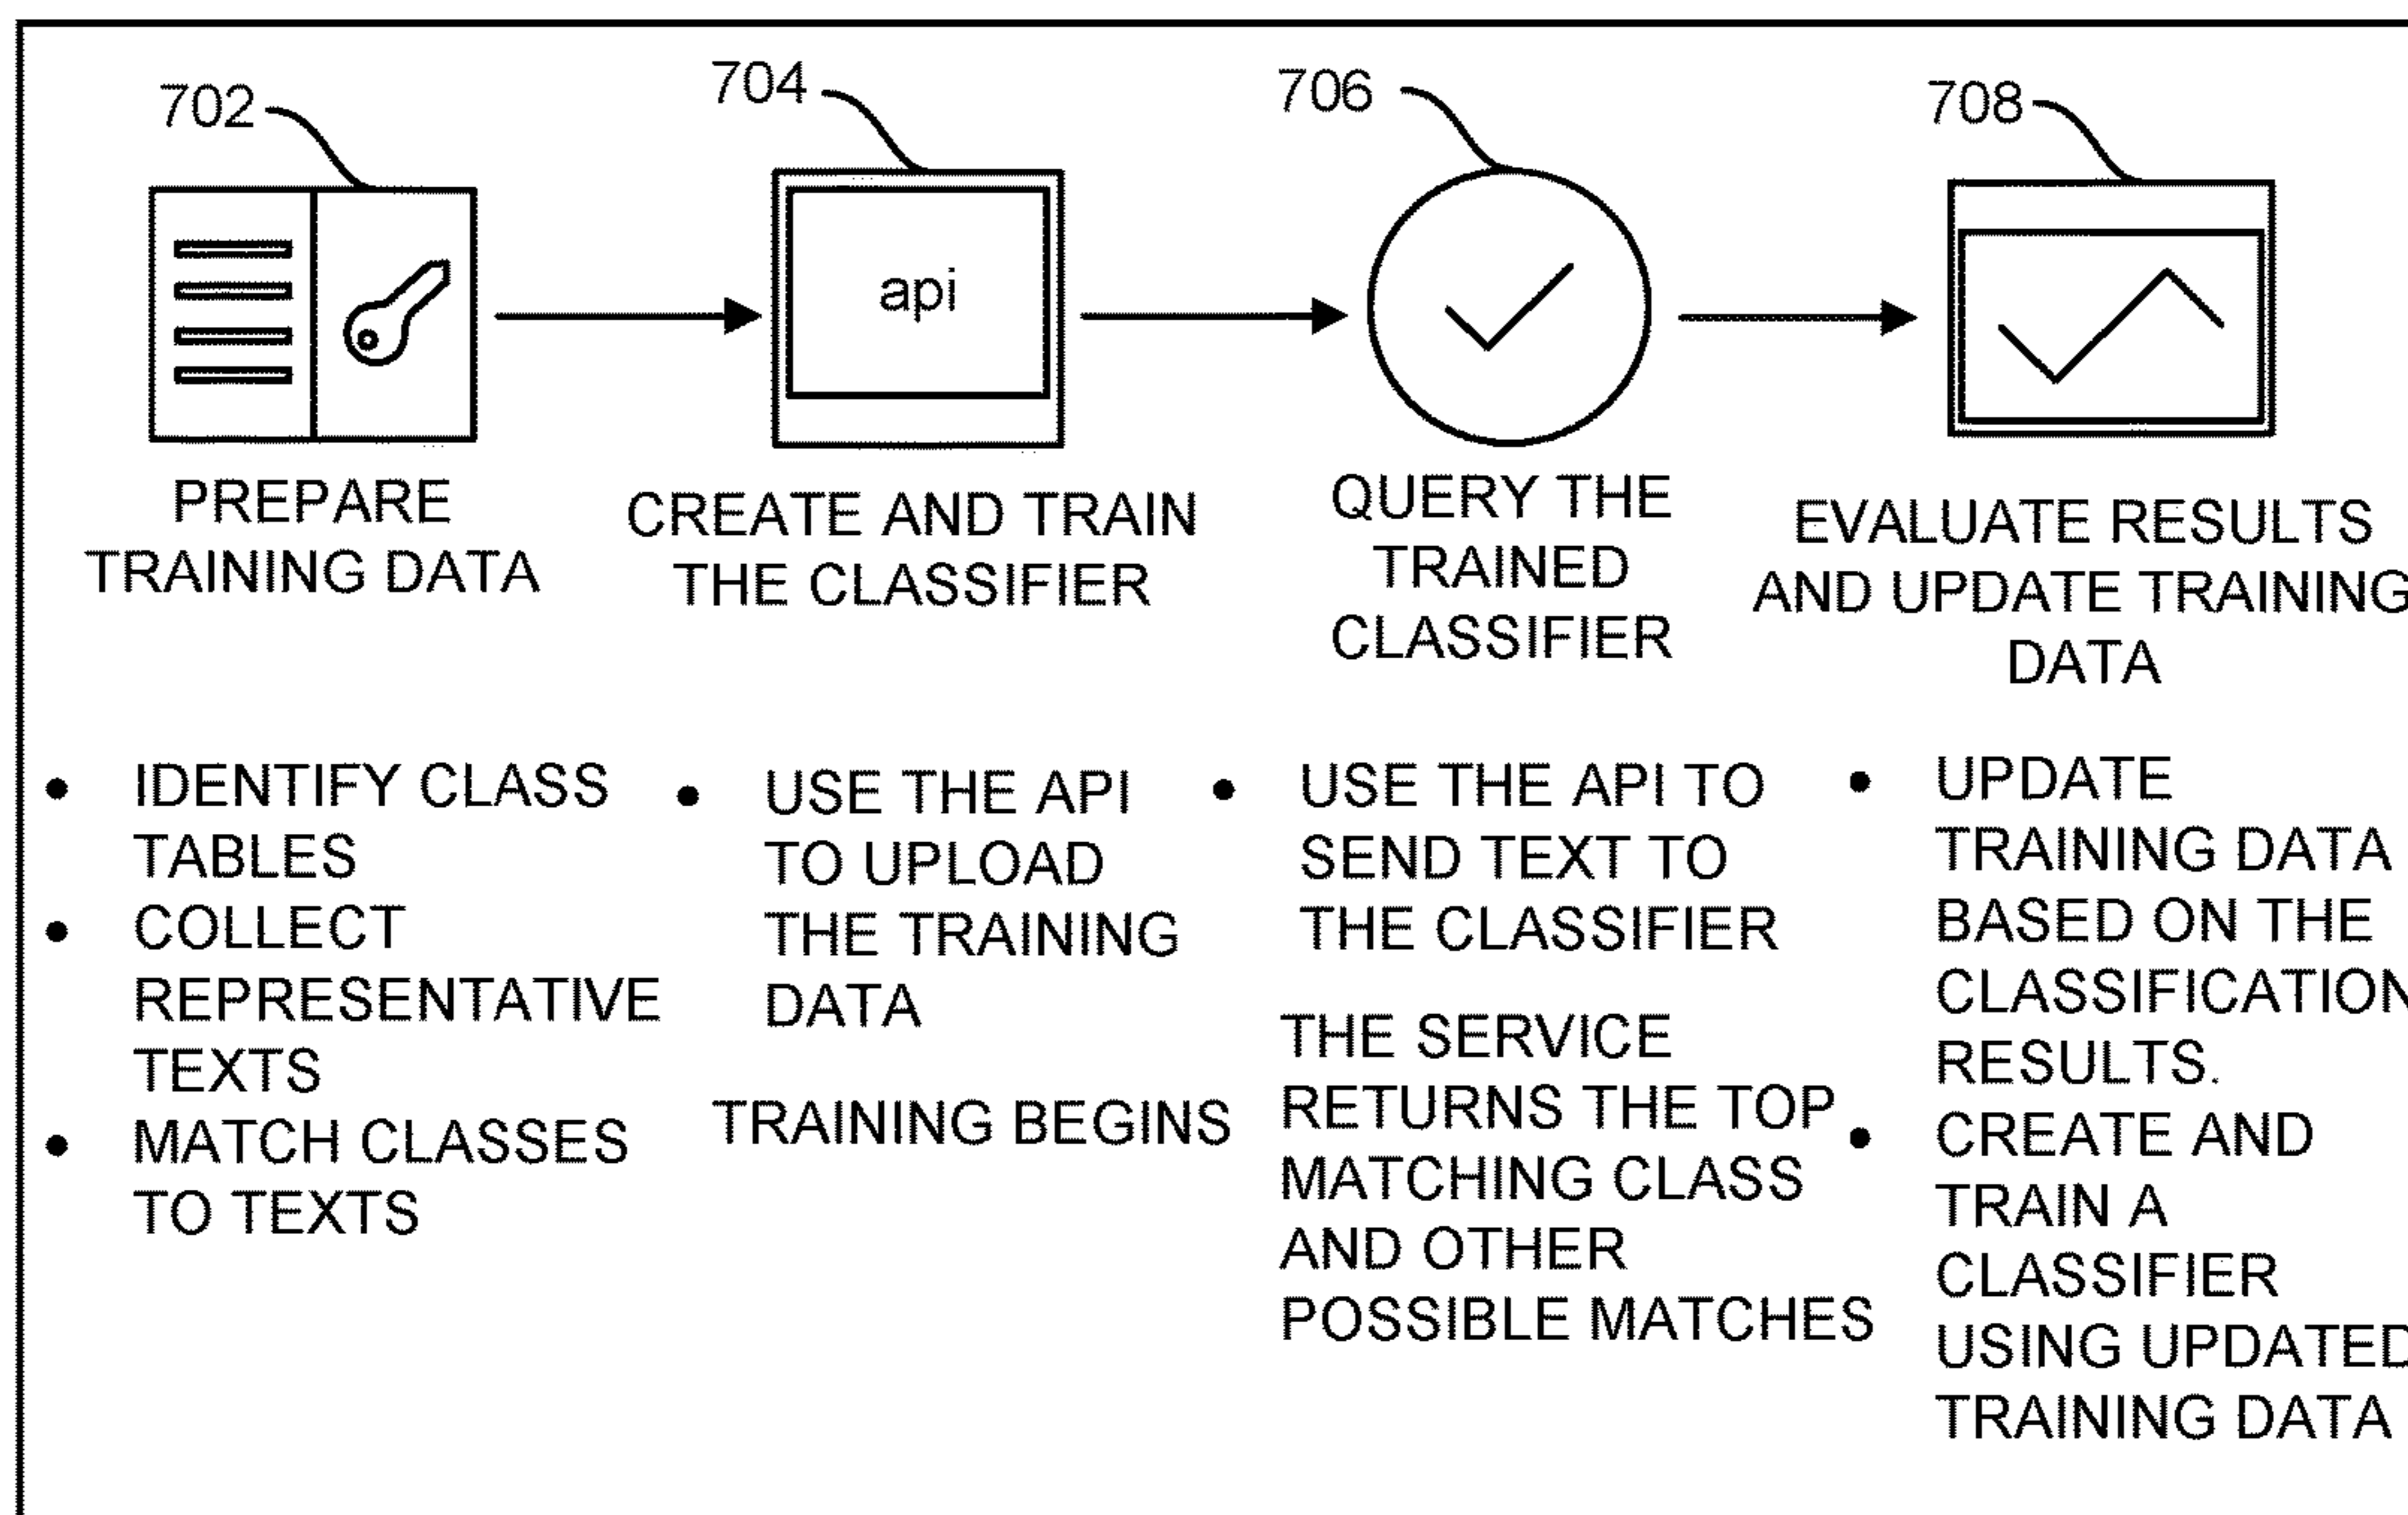 702
704
706
708
api
PREPARE
TRAINING DATA
CREATE AND TRAIN
THE CLASSIFIER
QUERY THE
TRAINED
CLASSIFIER
EVALUATE RESULTS
AND UPDATE TRAINING
DATA
• IDENTIFY CLASS
TABLES
• COLLECT
REPRESENTATIVE
TEXTS
• MATCH CLASSES
TO TEXTS
• USE THE API
TO UPLOAD
THE TRAINING
DATA
TRAINING BEGINS
• USE THE API TO
SEND TEXT TO
THE CLASSIFIER
THE SERVICE
RETURNS THE TOP
MATCHING CLASS
AND OTHER
POSSIBLE MATCHES
• UPDATE
TRAINING DATA
BASED ON THE
CLASSIFICATION
RESULTS.
• CREATE AND
TRAIN A
CLASSIFIER
USING UPDATED
TRAINING DATA